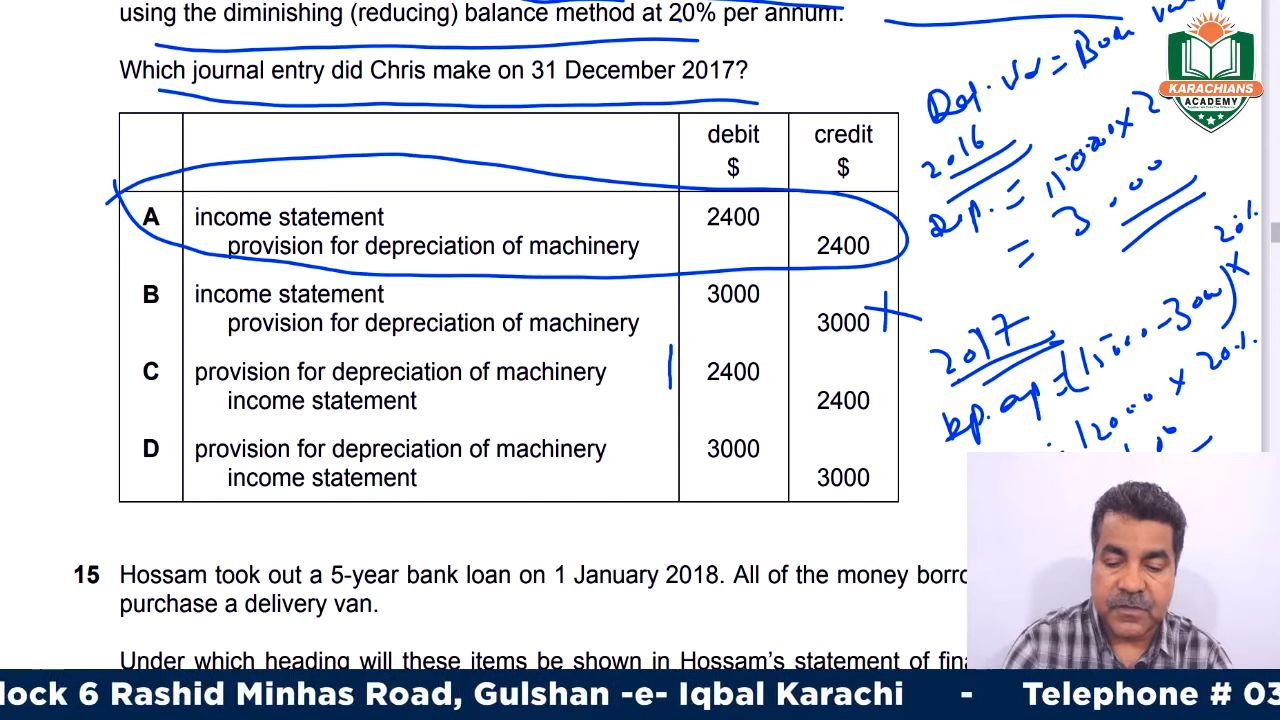 using the diminishing (reducing) balance method at 20% per annum.
Which journal entry did Chris make on 31 December 2017?
debit credit
$ $
A income statement 2400
provision for depreciation of machinery 2400
B income statement 3000
provision for depreciation of machinery 3000
C provision for depreciation of machinery 2400
income statement 2400
D provision for depreciation of machinery 3000
income statement 3000
15 Hossam took out a 5-year bank loan on 1 January 2018. All of the money borro
purchase a delivery van.
Under which heading will these items be shown in Hossam's statement of fina
KARACHIANS
ACADEMY
2016
2017
20%
12000 x 20%
lock 6 Rashid Minhas Road, Gulshan -e- Iqbal Karachi - Telephone # 03